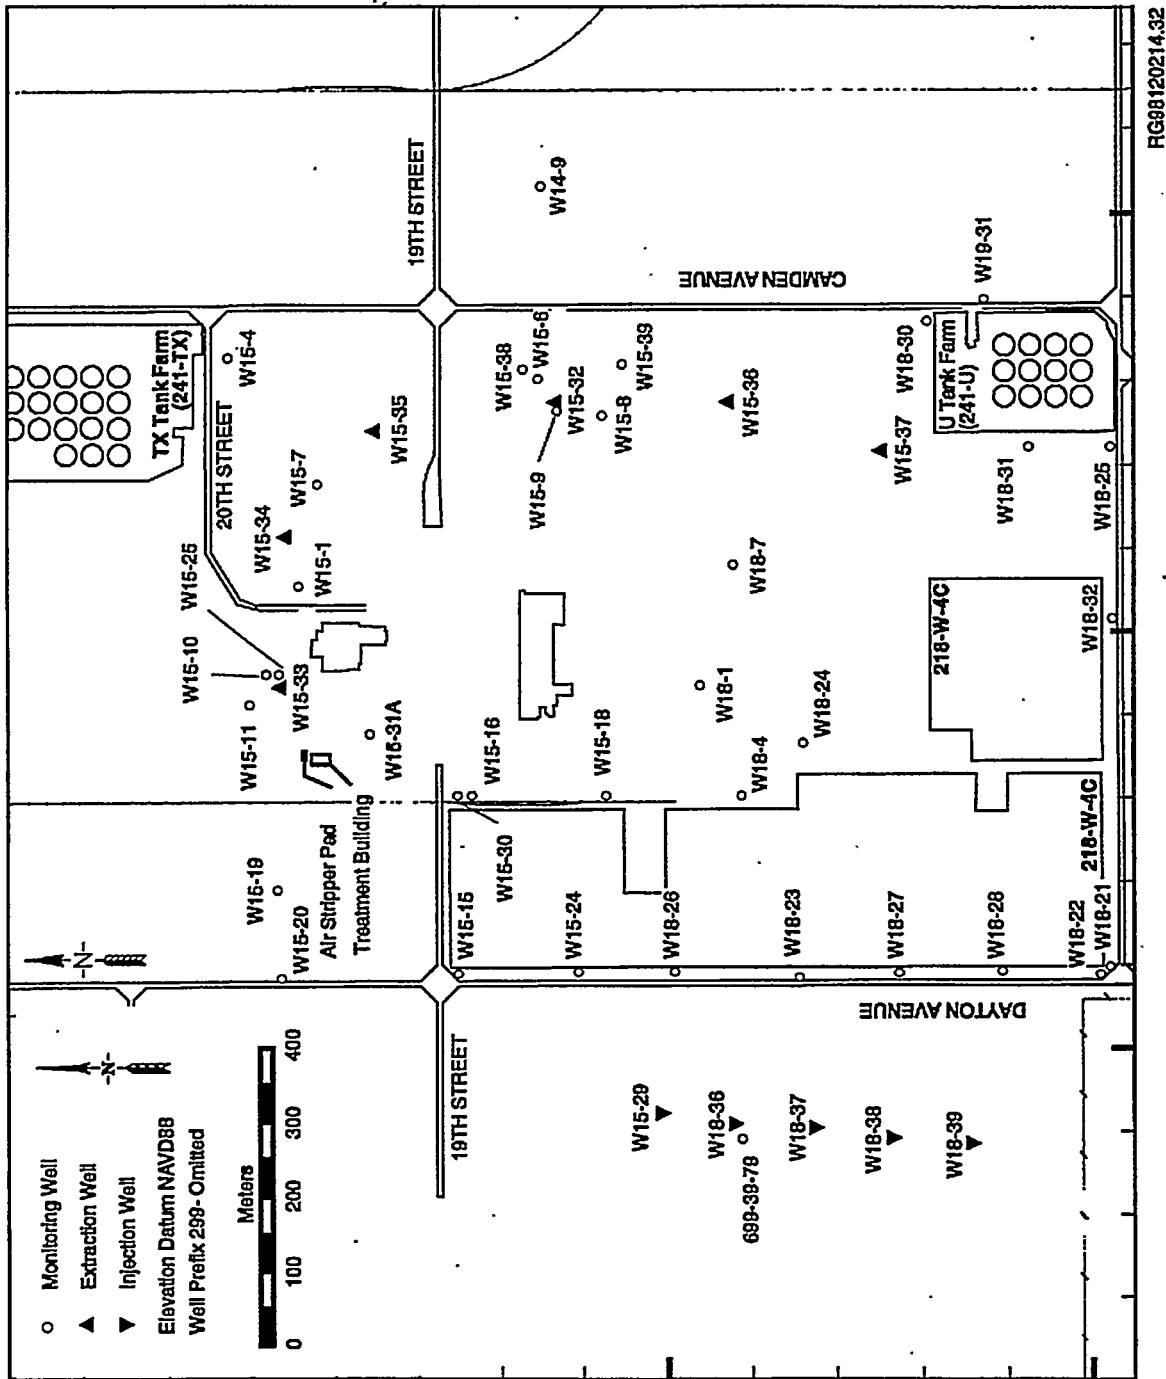 RG98120214.32
○ Monitoring Well
▲ Extraction Well
▼ Injection Well
Elevation Datum NAVD88
Well Prefix 299- Omitted
Meters
0 100 200 300 400
-N-
-N-
TX Tank Farm
(241-TX)
20TH STREET
19TH STREET
19TH STREET
CAMDEN AVENUE
DAYTON AVENUE
W15-4
W15-35
W15-7
W15-34
W15-1
W15-25
W15-10
W15-33
W15-11
W15-31A
Air Stripper Pad
Treatment Building
W15-19
W15-20
W14-9
W15-38
W15-6
W15-32
W15-9
W15-8
W15-39
W15-36
W15-37
W18-30
W19-31
U Tank Farm
(241-U)
W18-31
W18-25
W18-7
W18-1
W18-24
W18-4
W15-16
W15-18
W15-30
W15-15
W15-24
W18-26
W18-23
W18-27
W18-28
W18-22
W18-21
218-W-4C
218-W-4C
W18-32
W15-29
W18-36
699-39-79
W18-37
W18-38
W18-39